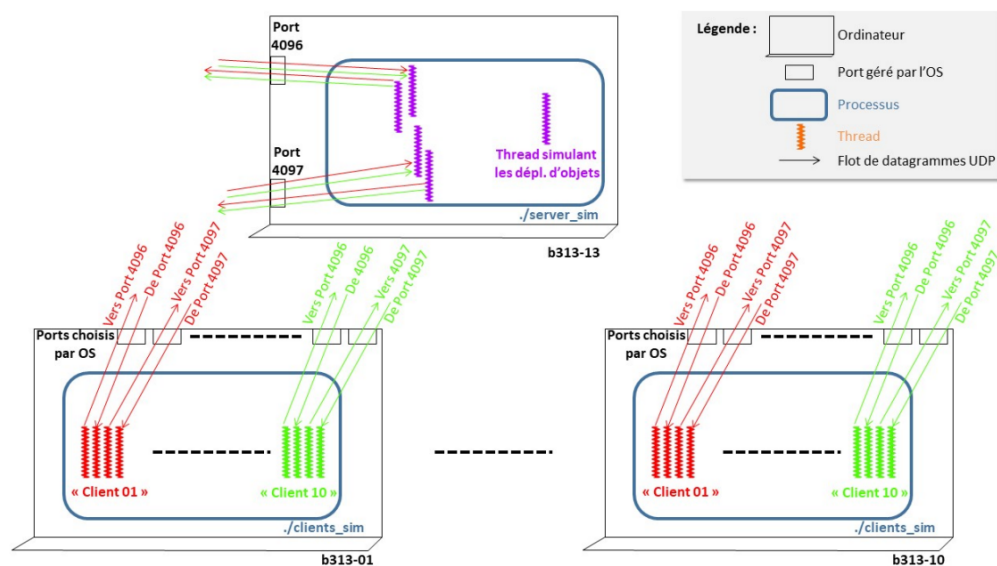 Port
4096
Port
4097
Thread simulant
les dépl. d'objets
./server_sim
b313-13
Légende :
Ordinateur
Port géré par l'OS
Processus
Thread
Flot de datagrammes UDP
Vers Port 4096
De Port 4096
Vers Port 4097
De Port 4097
Vers Port 4096
De 4096
Vers 4097
De Port 4097
Ports choisis
par OS
« Client 01 »
« Client 10 »
./clients_sim
b313-01
Vers Port 4096
De Port 4096
Vers Port 4097
De Port 4097
Vers Port 4096
De Port 4096
Vers Port 4097
De Port 4097
Ports choisis
par OS
« Client 01 »
« Client 10 »
./clients_sim
b313-10